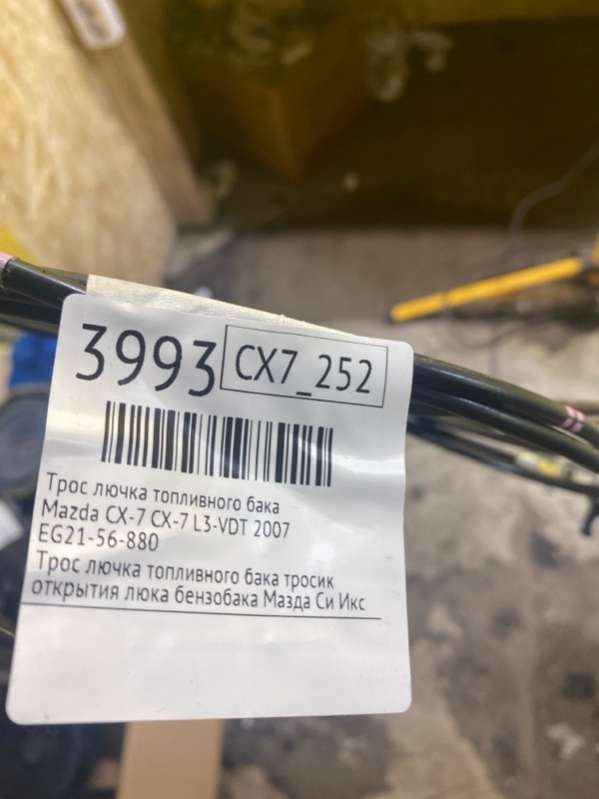 3993 CX7_252
Трос лючка топливного бака
Mazda CX-7 CX-7 L3-VDT 2007
EG21-56-880
Трос лючка топливного бака тросик
открытия люка бензобака Мазда Си Икс